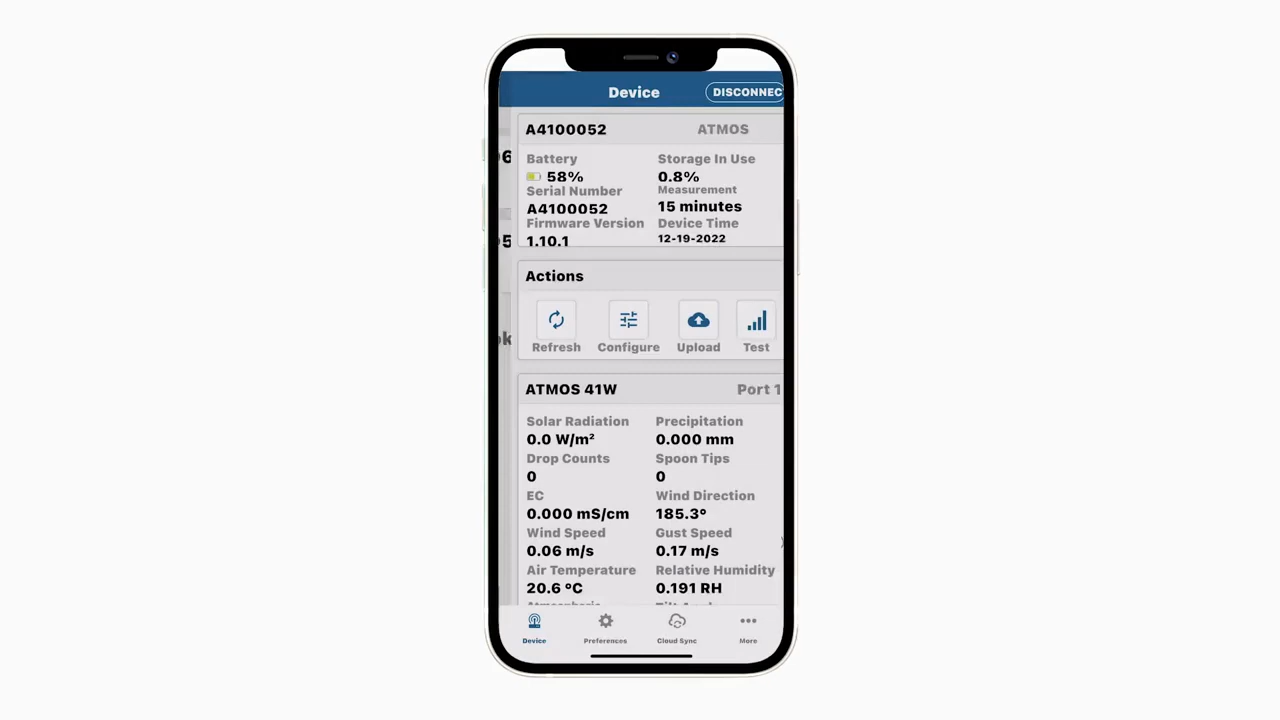 Device
DISCONNEC
A4100052 ATMOS
Battery Storage In Use
58% 0.8%
Serial Number Measurement
A4100052 15 minutes
Firmware Version Device Time
1.10.1 12-19-2022
Actions
Refresh Configure Upload Test
ATMOS 41W Port 1
Solar Radiation Precipitation
0.0 W/m² 0.000 mm
Drop Counts Spoon Tips
0 0
EC Wind Direction
0.000 mS/cm 185.3°
Wind Speed Gust Speed
0.06 m/s 0.17 m/s
Air Temperature Relative Humidity
20.6 °C 0.191 RH
Device Preferences Cloud Sync More